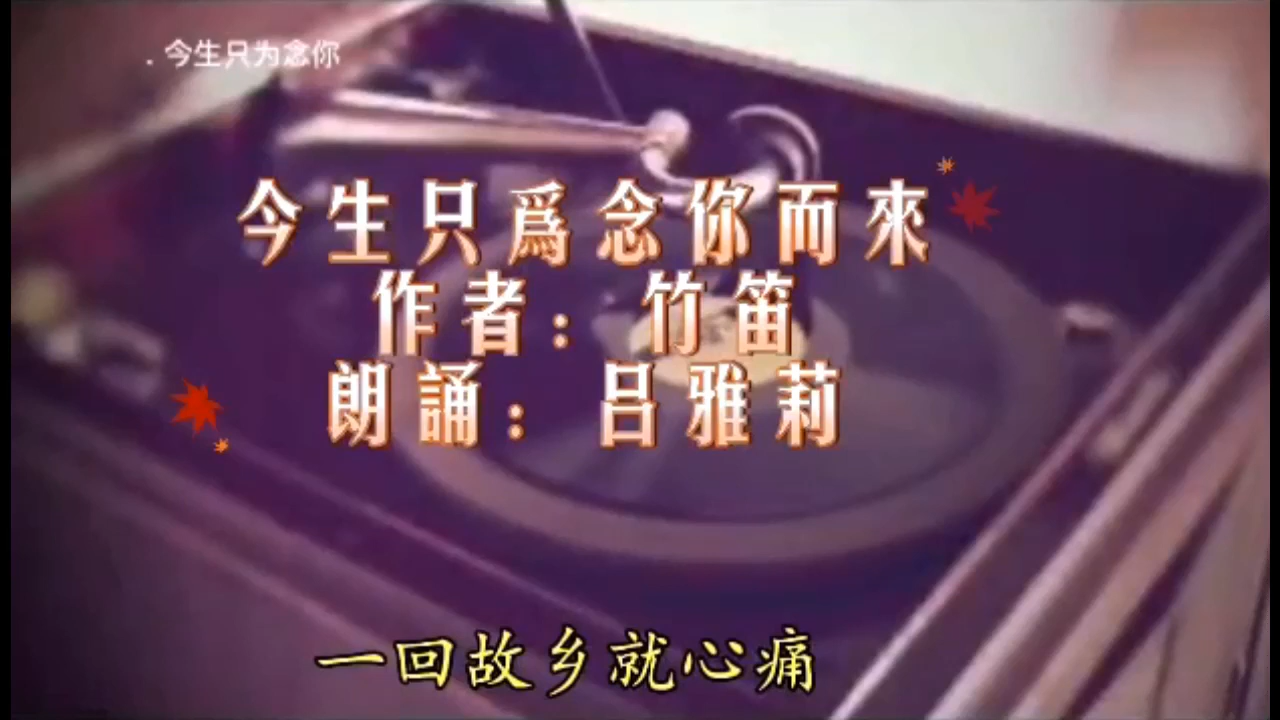 . 今生只为念你
今生只爲念你而來
作者：竹笛
朗誦：吕雅莉
一回故乡就心痛